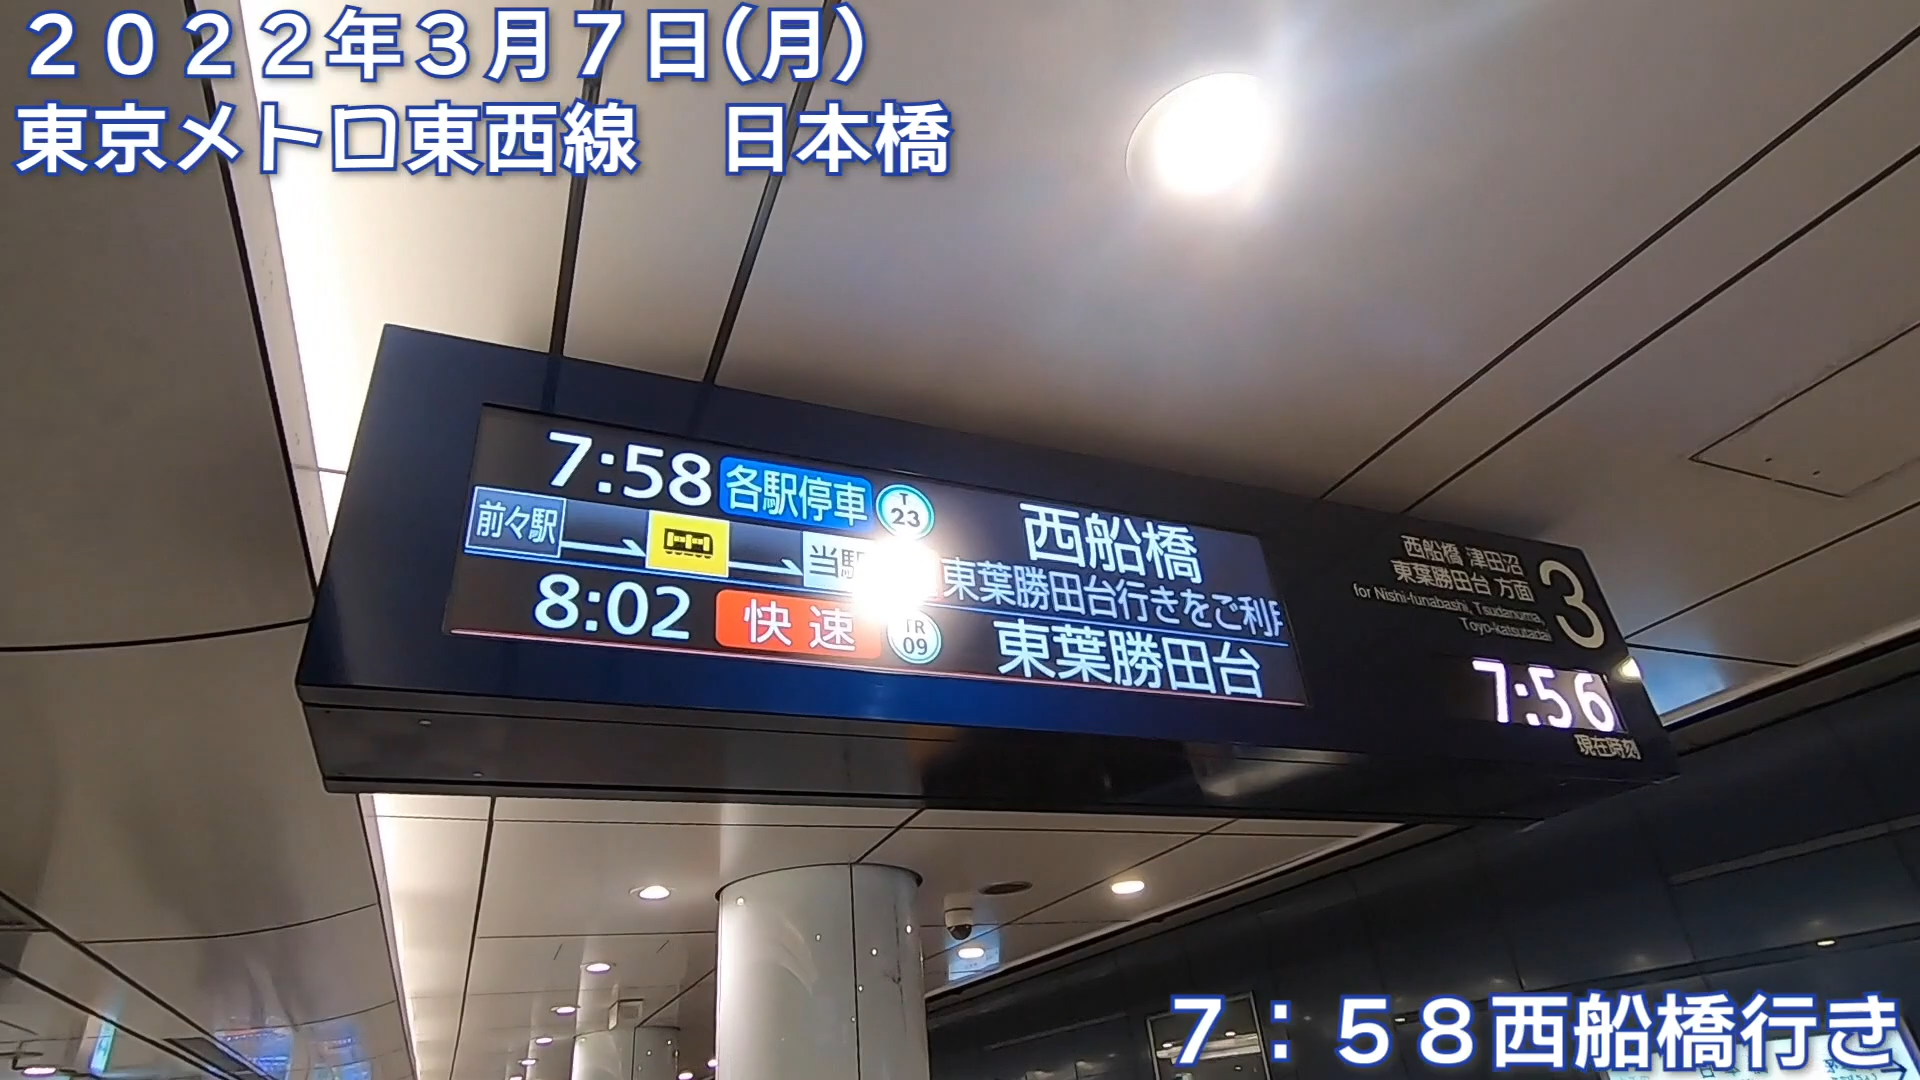 ２０２２年３月７日(月)
東京メトロ東西線　日本橋
7:58 各駅停車 T 23 西船橋
前々駅 当駅 東葉勝田台行きをご利
8:02 快速 TR 09 東葉勝田台
西船橋 津田沼
東葉勝田台 方面
for Nishi-funabashi, Tsudanuma,
Toyo-katsutadai
3
7:56
現在時刻
７：５８西船橋行き